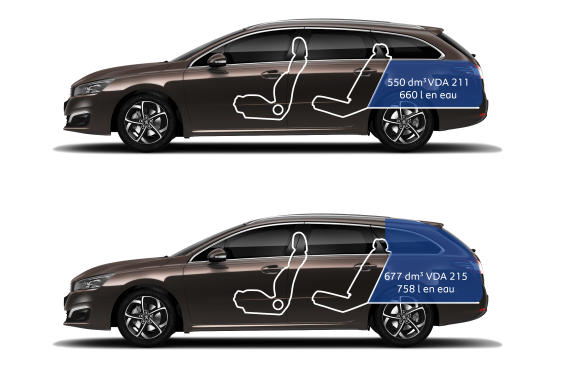 550 dm³ VDA 211
660 l en eau
677 dm³ VDA 215
758 l en eau